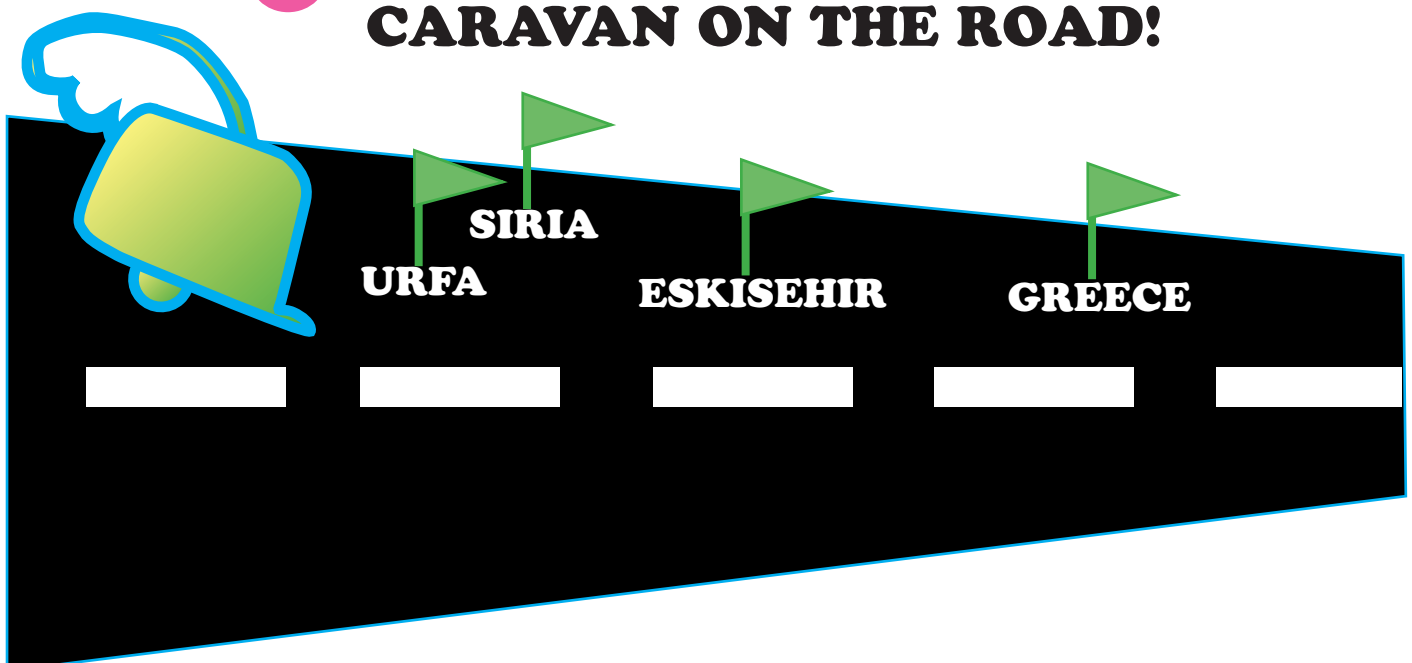 CARAVAN ON THE ROAD!
SIRIA
URFA
ESKISEHIR
GREECE